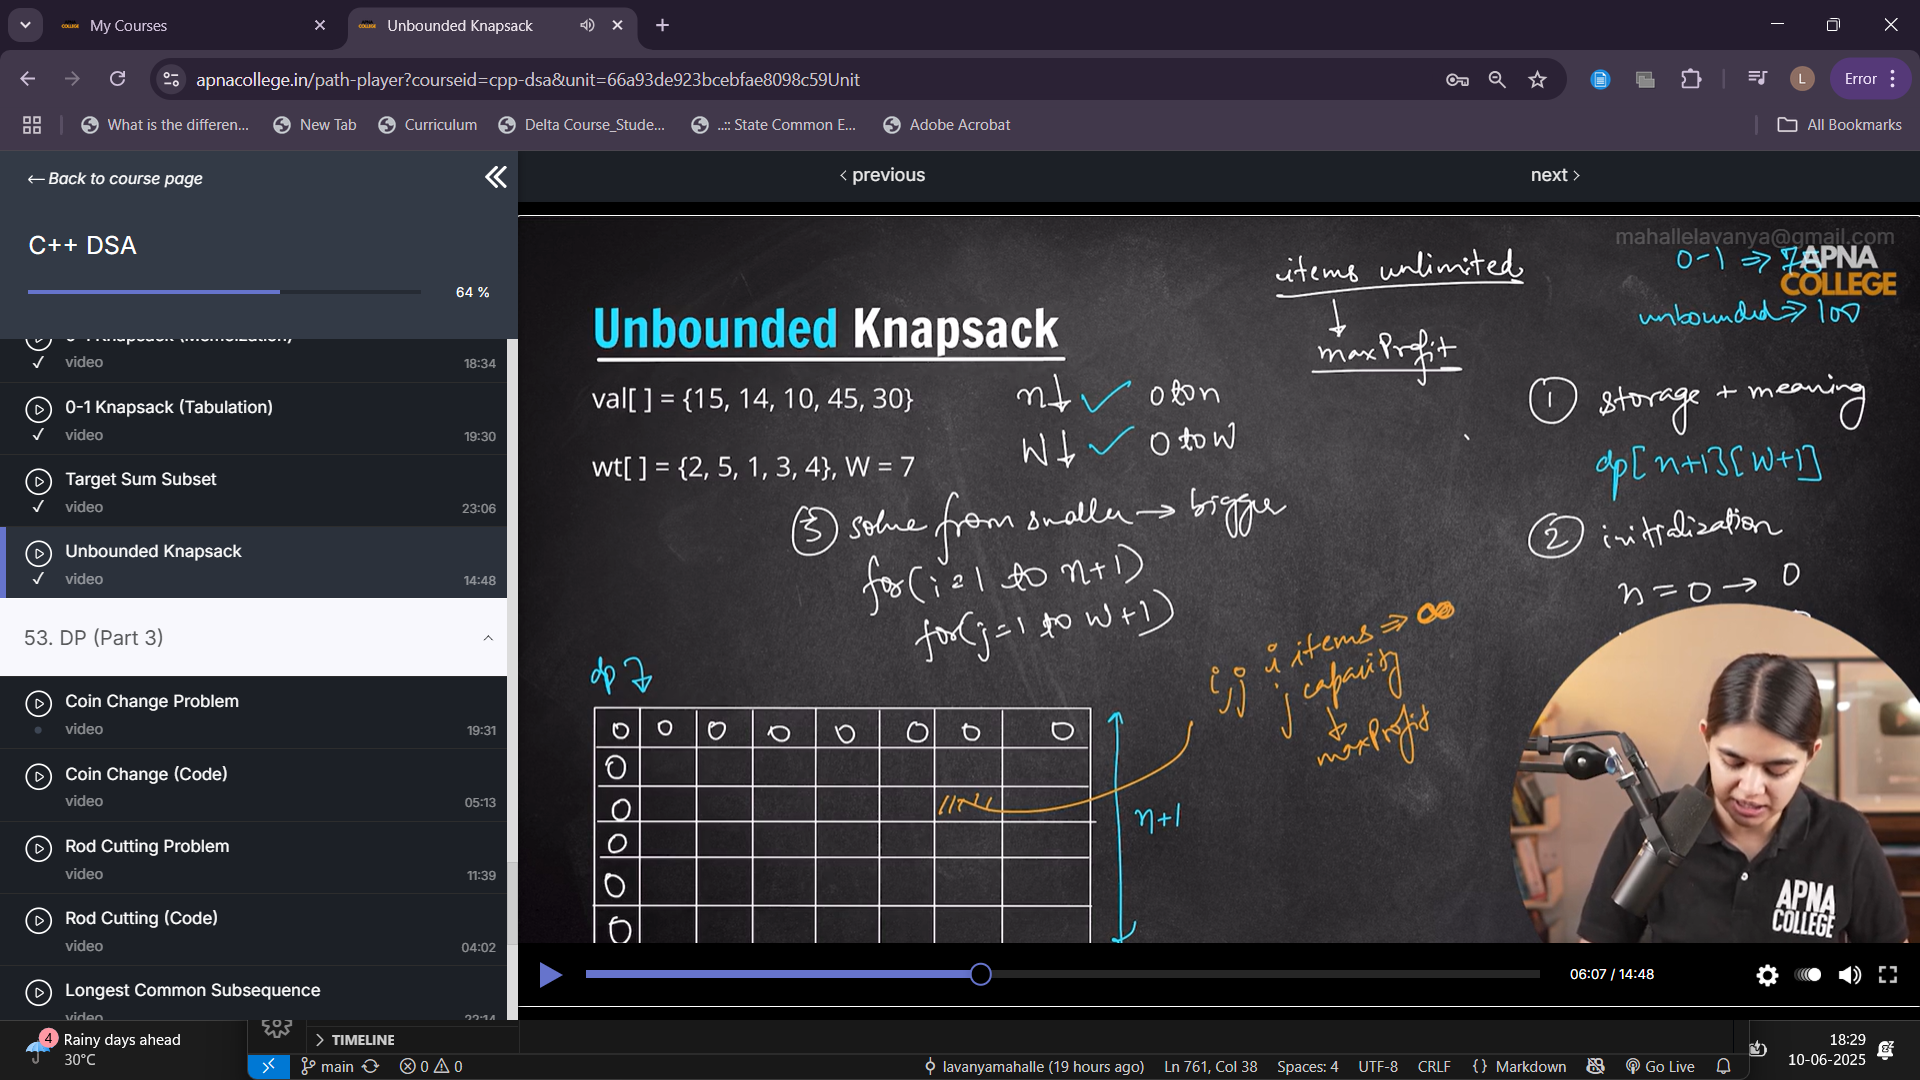 My Courses
Unbounded Knapsack
apnacollege.in/path-player?courseid=cpp-dsa&unit=66a93de923bcebfae8098c59Unit
L
Error
What is the differen...
New Tab
Curriculum
Delta Course_Stude...
..:: State Common E...
Adobe Acrobat
All Bookmarks
← Back to course page
C++ DSA
64 %
0-1 Knapsack (Memoization)
video
18:34
0-1 Knapsack (Tabulation)
video
19:30
Target Sum Subset
video
23:06
Unbounded Knapsack
video
14:48
53. DP (Part 3)
Coin Change Problem
video
19:31
Coin Change (Code)
video
05:13
Rod Cutting Problem
video
11:39
Rod Cutting (Code)
video
04:02
Longest Common Subsequence
video
22:14
‹ previous
next ›
mahallelavanya@gmail.com
APNA
COLLEGE
0-1 ⇒
unbounded ⇒ 100
items unlimited
↓
maxProfit
Unbounded Knapsack
val[ ] = {15, 14, 10, 45, 30}
wt[ ] = {2, 5, 1, 3, 4}, W = 7
n↓ ✓ 0 to n
W↓ ✓ 0 to W
① storage + meaning
dp[n+1][W+1]
② initialization
n = 0 → 0
③ solve from smaller → bigger
for(i=1 to n+1)
for(j=1 to W+1)
i,j
i items ⇒ ∞
j capacity
↓
maxProfit
dp
0 0 0 0 0 0 0 0
0
0
0
0
0
n+1
APNA
COLLEGE
06:07 / 14:48
TIMELINE
main
0
0
lavanyamahalle (19 hours ago)
Ln 761, Col 38
Spaces: 4
UTF-8
CRLF
{} Markdown
Go Live
4
Rainy days ahead
30°C
18:29
10-06-2025